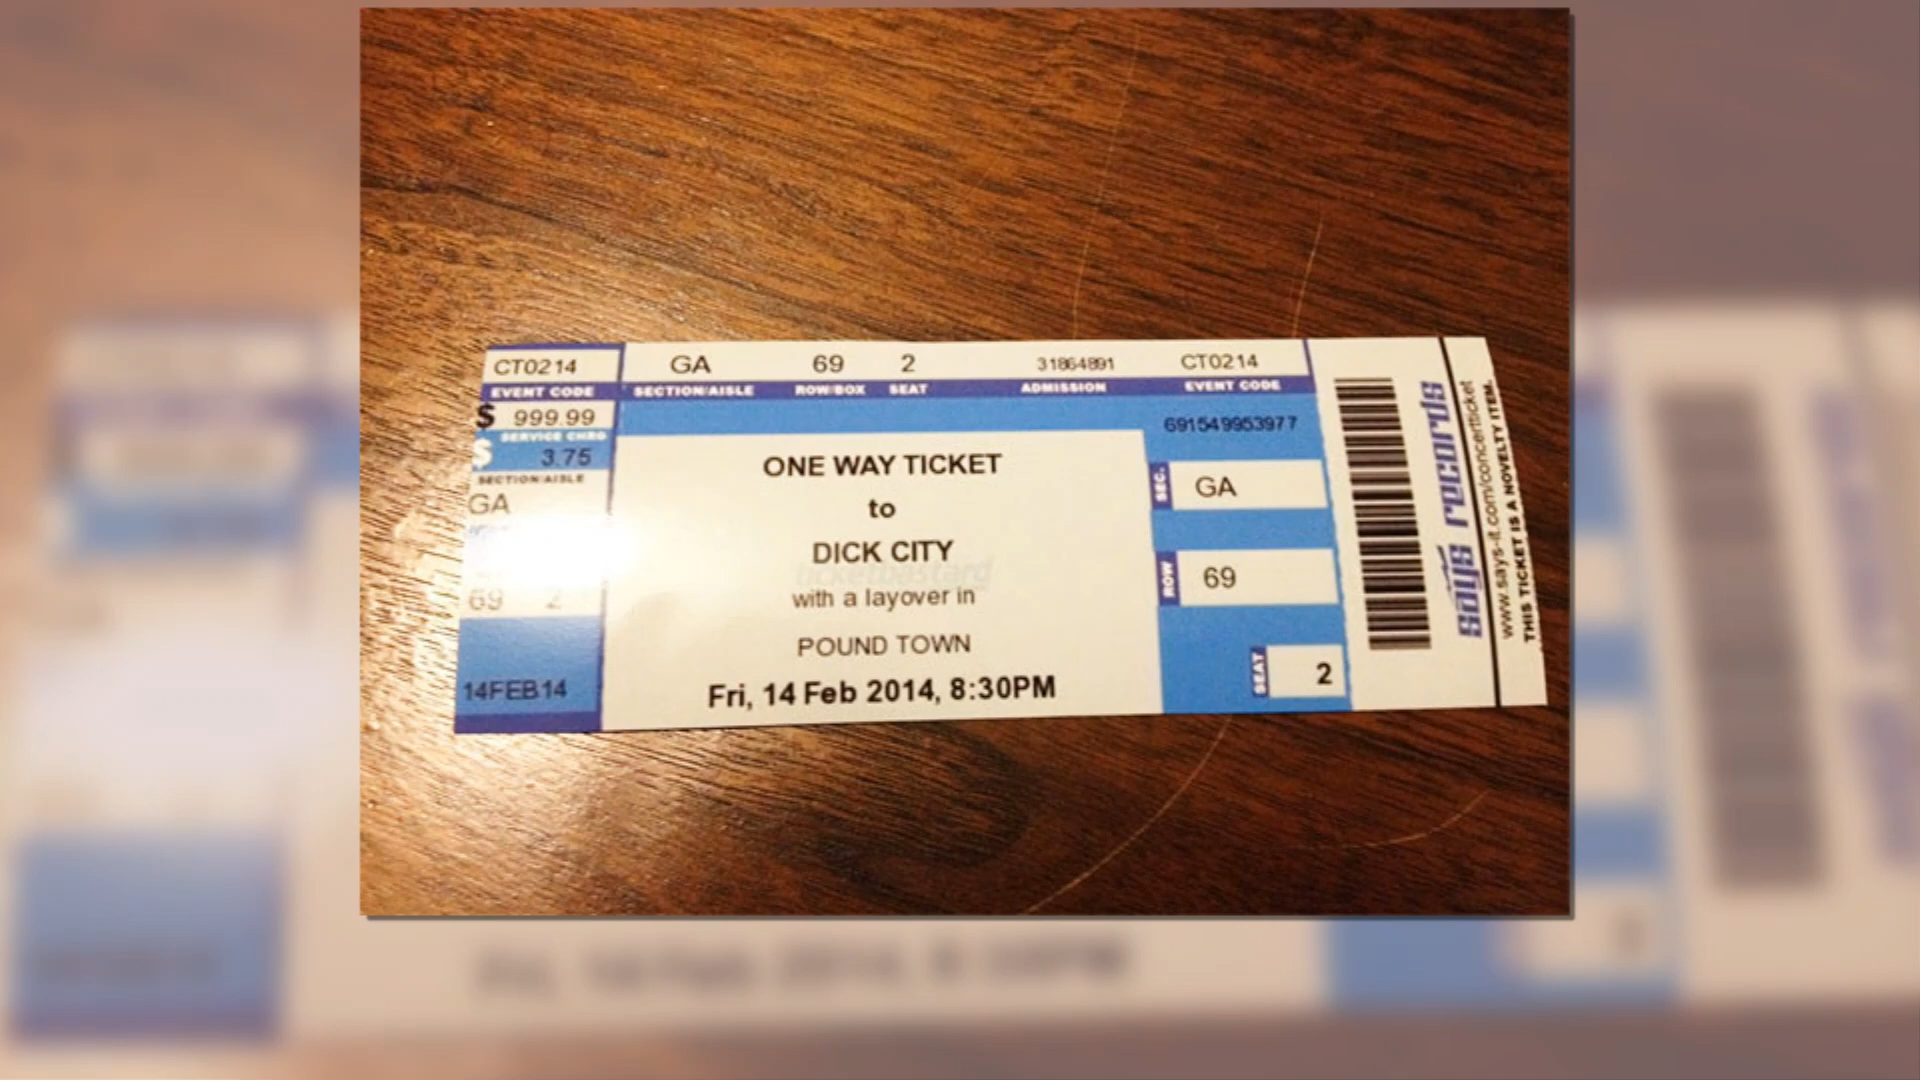 CT0214 GA 69 2 31864891 CT0214
EVENT CODE SECTION/AISLE ROW/BOX SEAT ADMISSION EVENT CODE
$ 999.99
SERVICE CHRG
$ 3.75
SECTION/AISLE
GA
69 2
14FEB14
ONE WAY TICKET
to
DICK CITY
ticketbastard
with a layover in
POUND TOWN
Fri, 14 Feb 2014, 8:30PM
691549953977
SEC. GA
ROW 69
SEAT 2
says records
www.says-it.com/concertticket
THIS TICKET IS A NOVELTY ITEM.